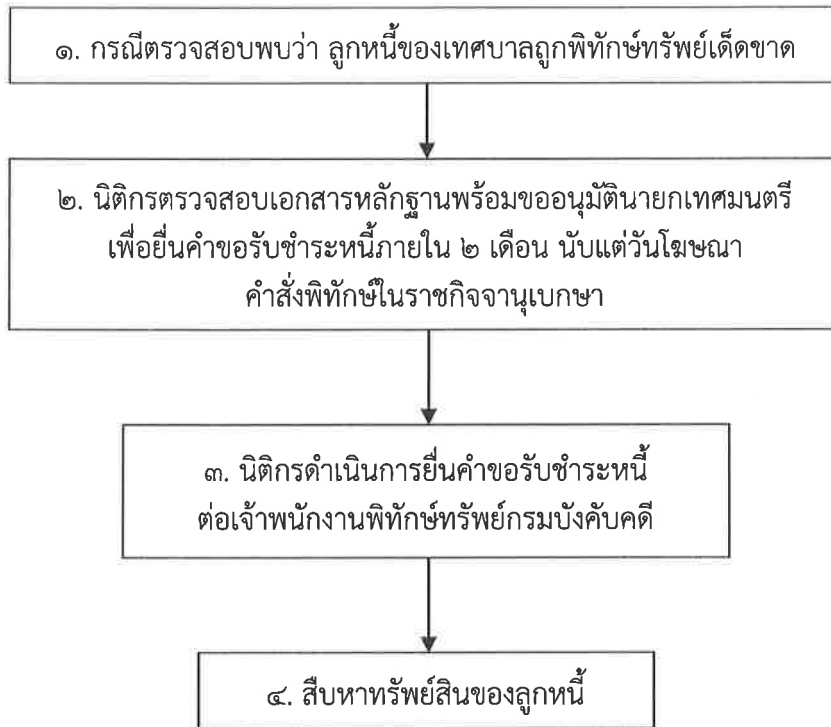 ๑. กรณีตรวจสอบพบว่า ลูกหนี้ของเทศบาลถูกพิทักษ์ทรัพย์เด็ดขาด
๒. นิติกรตรวจสอบเอกสารหลักฐานพร้อมขออนุมัตินายกเทศมนตรี
เพื่อยื่นคำขอรับชำระหนี้ภายใน ๒ เดือน นับแต่วันโฆษณา
คำสั่งพิทักษ์ในราชกิจจานุเบกษา
๓. นิติกรดำเนินการยื่นคำขอรับชำระหนี้
ต่อเจ้าพนักงานพิทักษ์ทรัพย์กรมบังคับคดี
๔. สืบหาทรัพย์สินของลูกหนี้